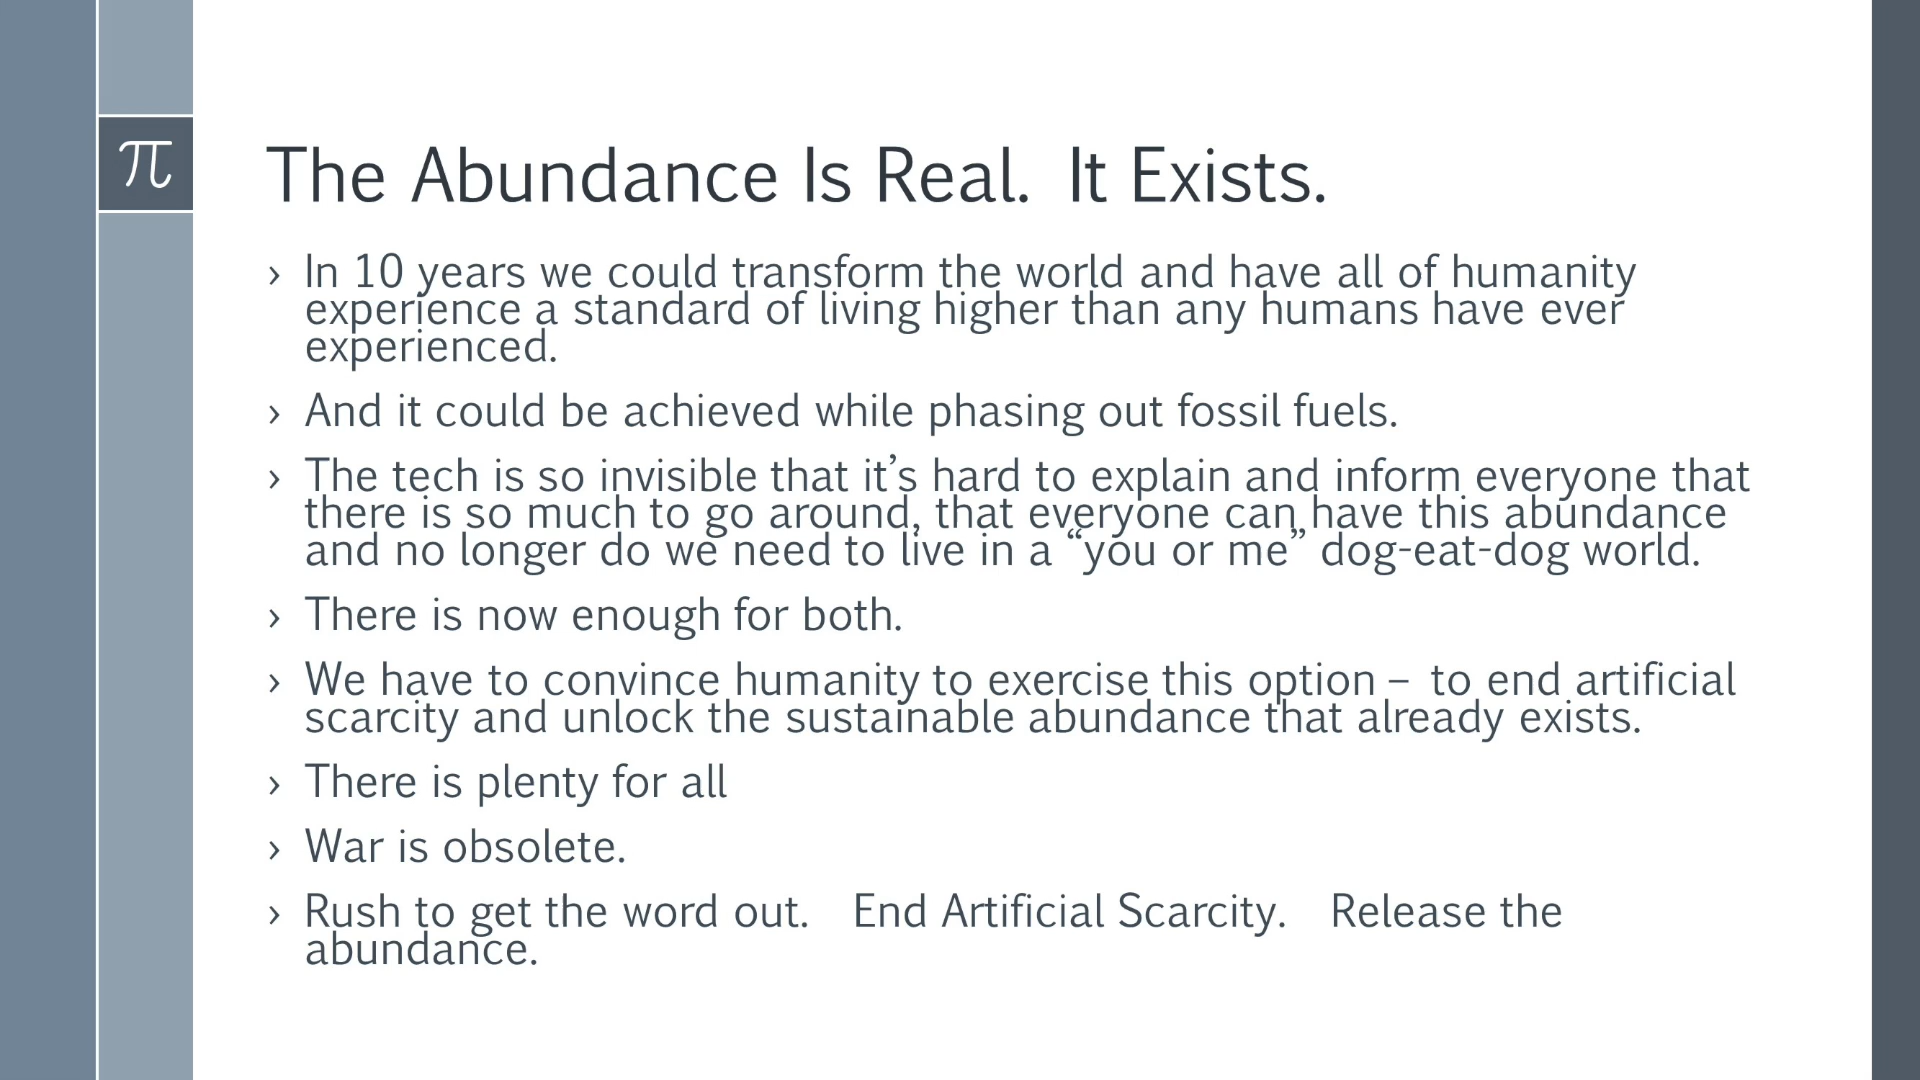 π
The Abundance Is Real.  It Exists.
› In 10 years we could transform the world and have all of humanity
experience a standard of living higher than any humans have ever
experienced.
› And it could be achieved while phasing out fossil fuels.
› The tech is so invisible that it’s hard to explain and inform everyone that
there is so much to go around, that everyone can have this abundance
and no longer do we need to live in a “you or me” dog-eat-dog world.
› There is now enough for both.
› We have to convince humanity to exercise this option – to end artificial
scarcity and unlock the sustainable abundance that already exists.
› There is plenty for all
› War is obsolete.
› Rush to get the word out.   End Artificial Scarcity.   Release the
abundance.